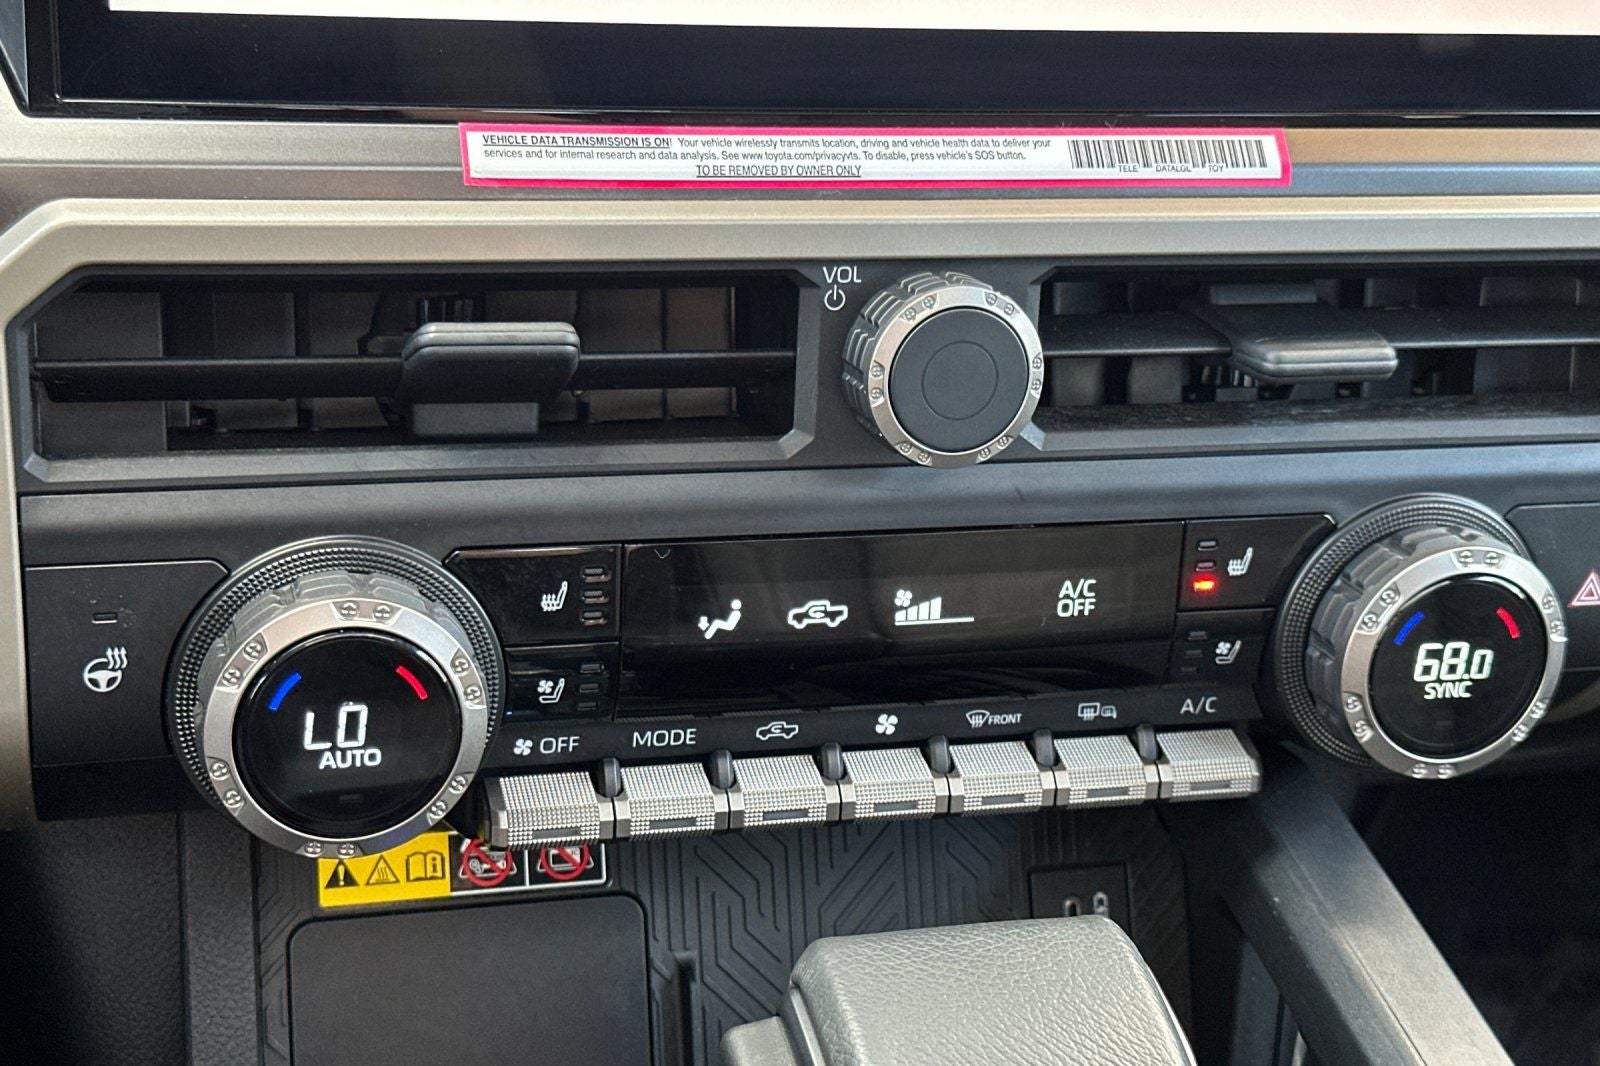 VEHICLE DATA TRANSMISSION IS ON! Your vehicle wirelessly transmits location, driving and vehicle health data to deliver your
services and for internal research and data analysis. See www.toyota.com/privacyvts. To disable, press vehicle's SOS button.
TO BE REMOVED BY OWNER ONLY
TELE DATALGL TOY
VOL
A/C
OFF
68.0
SYNC
LO
AUTO
OFF MODE FRONT A/C